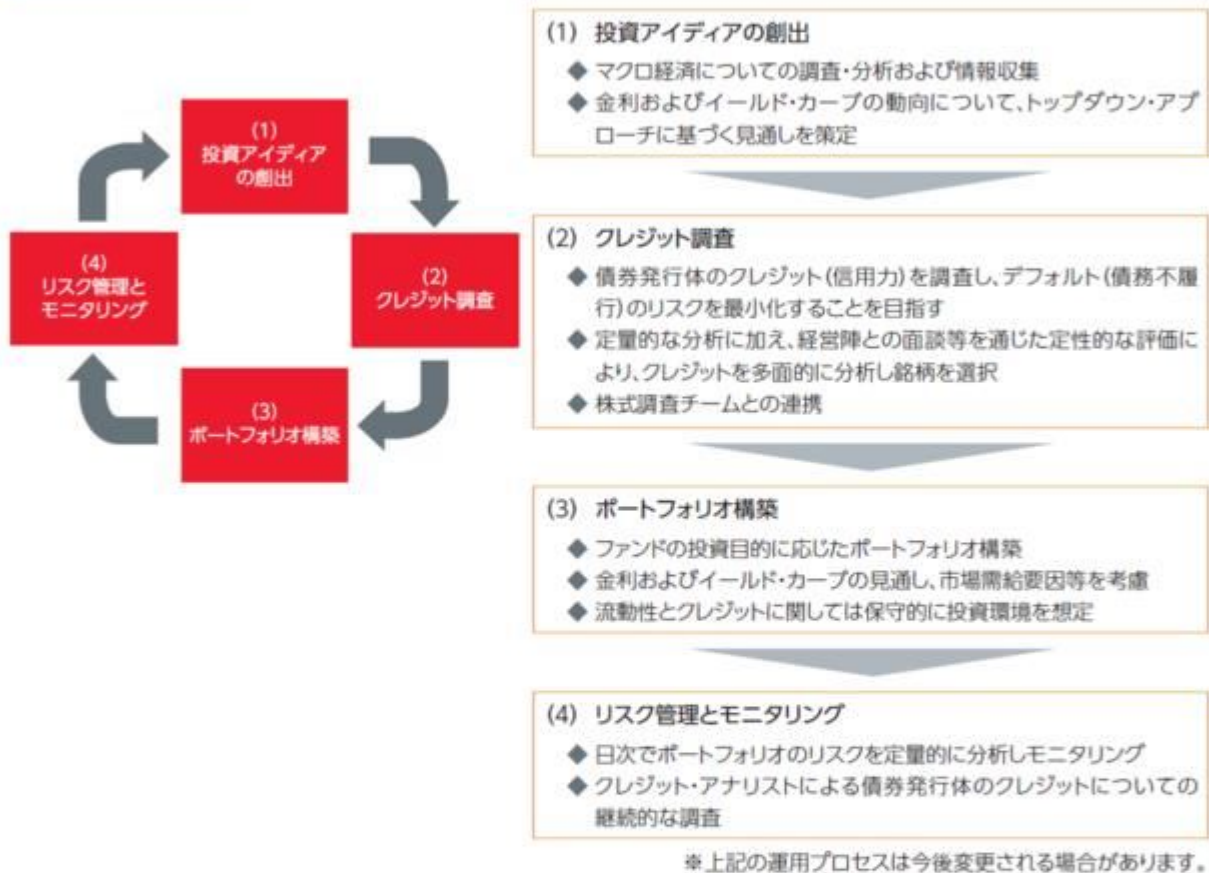 (1)
投資アイディア
の創出
(2)
クレジット調査
(3)
ポートフォリオ構築
(4)
リスク管理と
モニタリング
(1) 投資アイディアの創出
◆ マクロ経済についての調査・分析および情報収集
◆ 金利およびイールド・カーブの動向について、トップダウン・アプ
ローチに基づく見通しを策定
(2) クレジット調査
◆ 債券発行体のクレジット(信用力)を調査し、デフォルト(債務不履
行)のリスクを最小化することを目指す
◆ 定量的な分析に加え、経営陣との面談等を通じた定性的な評価に
より、クレジットを多面的に分析し銘柄を選択
◆ 株式調査チームとの連携
(3) ポートフォリオ構築
◆ ファンドの投資目的に応じたポートフォリオ構築
◆ 金利およびイールド・カーブの見通し、市場需給要因等を考慮
◆ 流動性とクレジットに関しては保守的に投資環境を想定
(4) リスク管理とモニタリング
◆ 日次でポートフォリオのリスクを定量的に分析しモニタリング
◆ クレジット・アナリストによる債券発行体のクレジットについての
継続的な調査
※上記の運用プロセスは今後変更される場合があります。